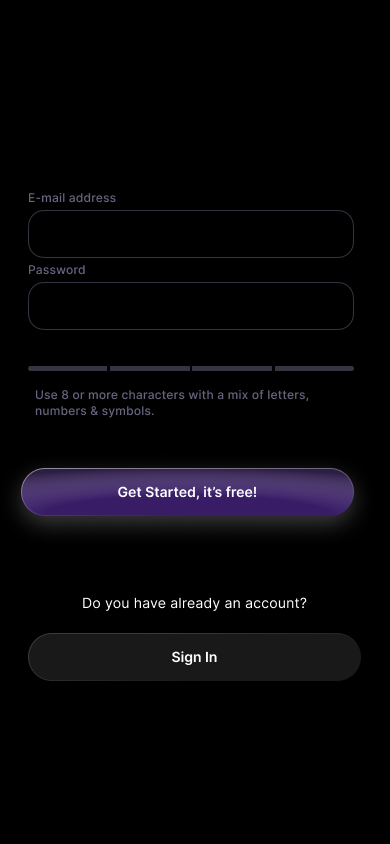 E-mail address
Password
Use 8 or more characters with a mix of letters,
numbers & symbols.
Get Started, it’s free!
Do you have already an account?
Sign In